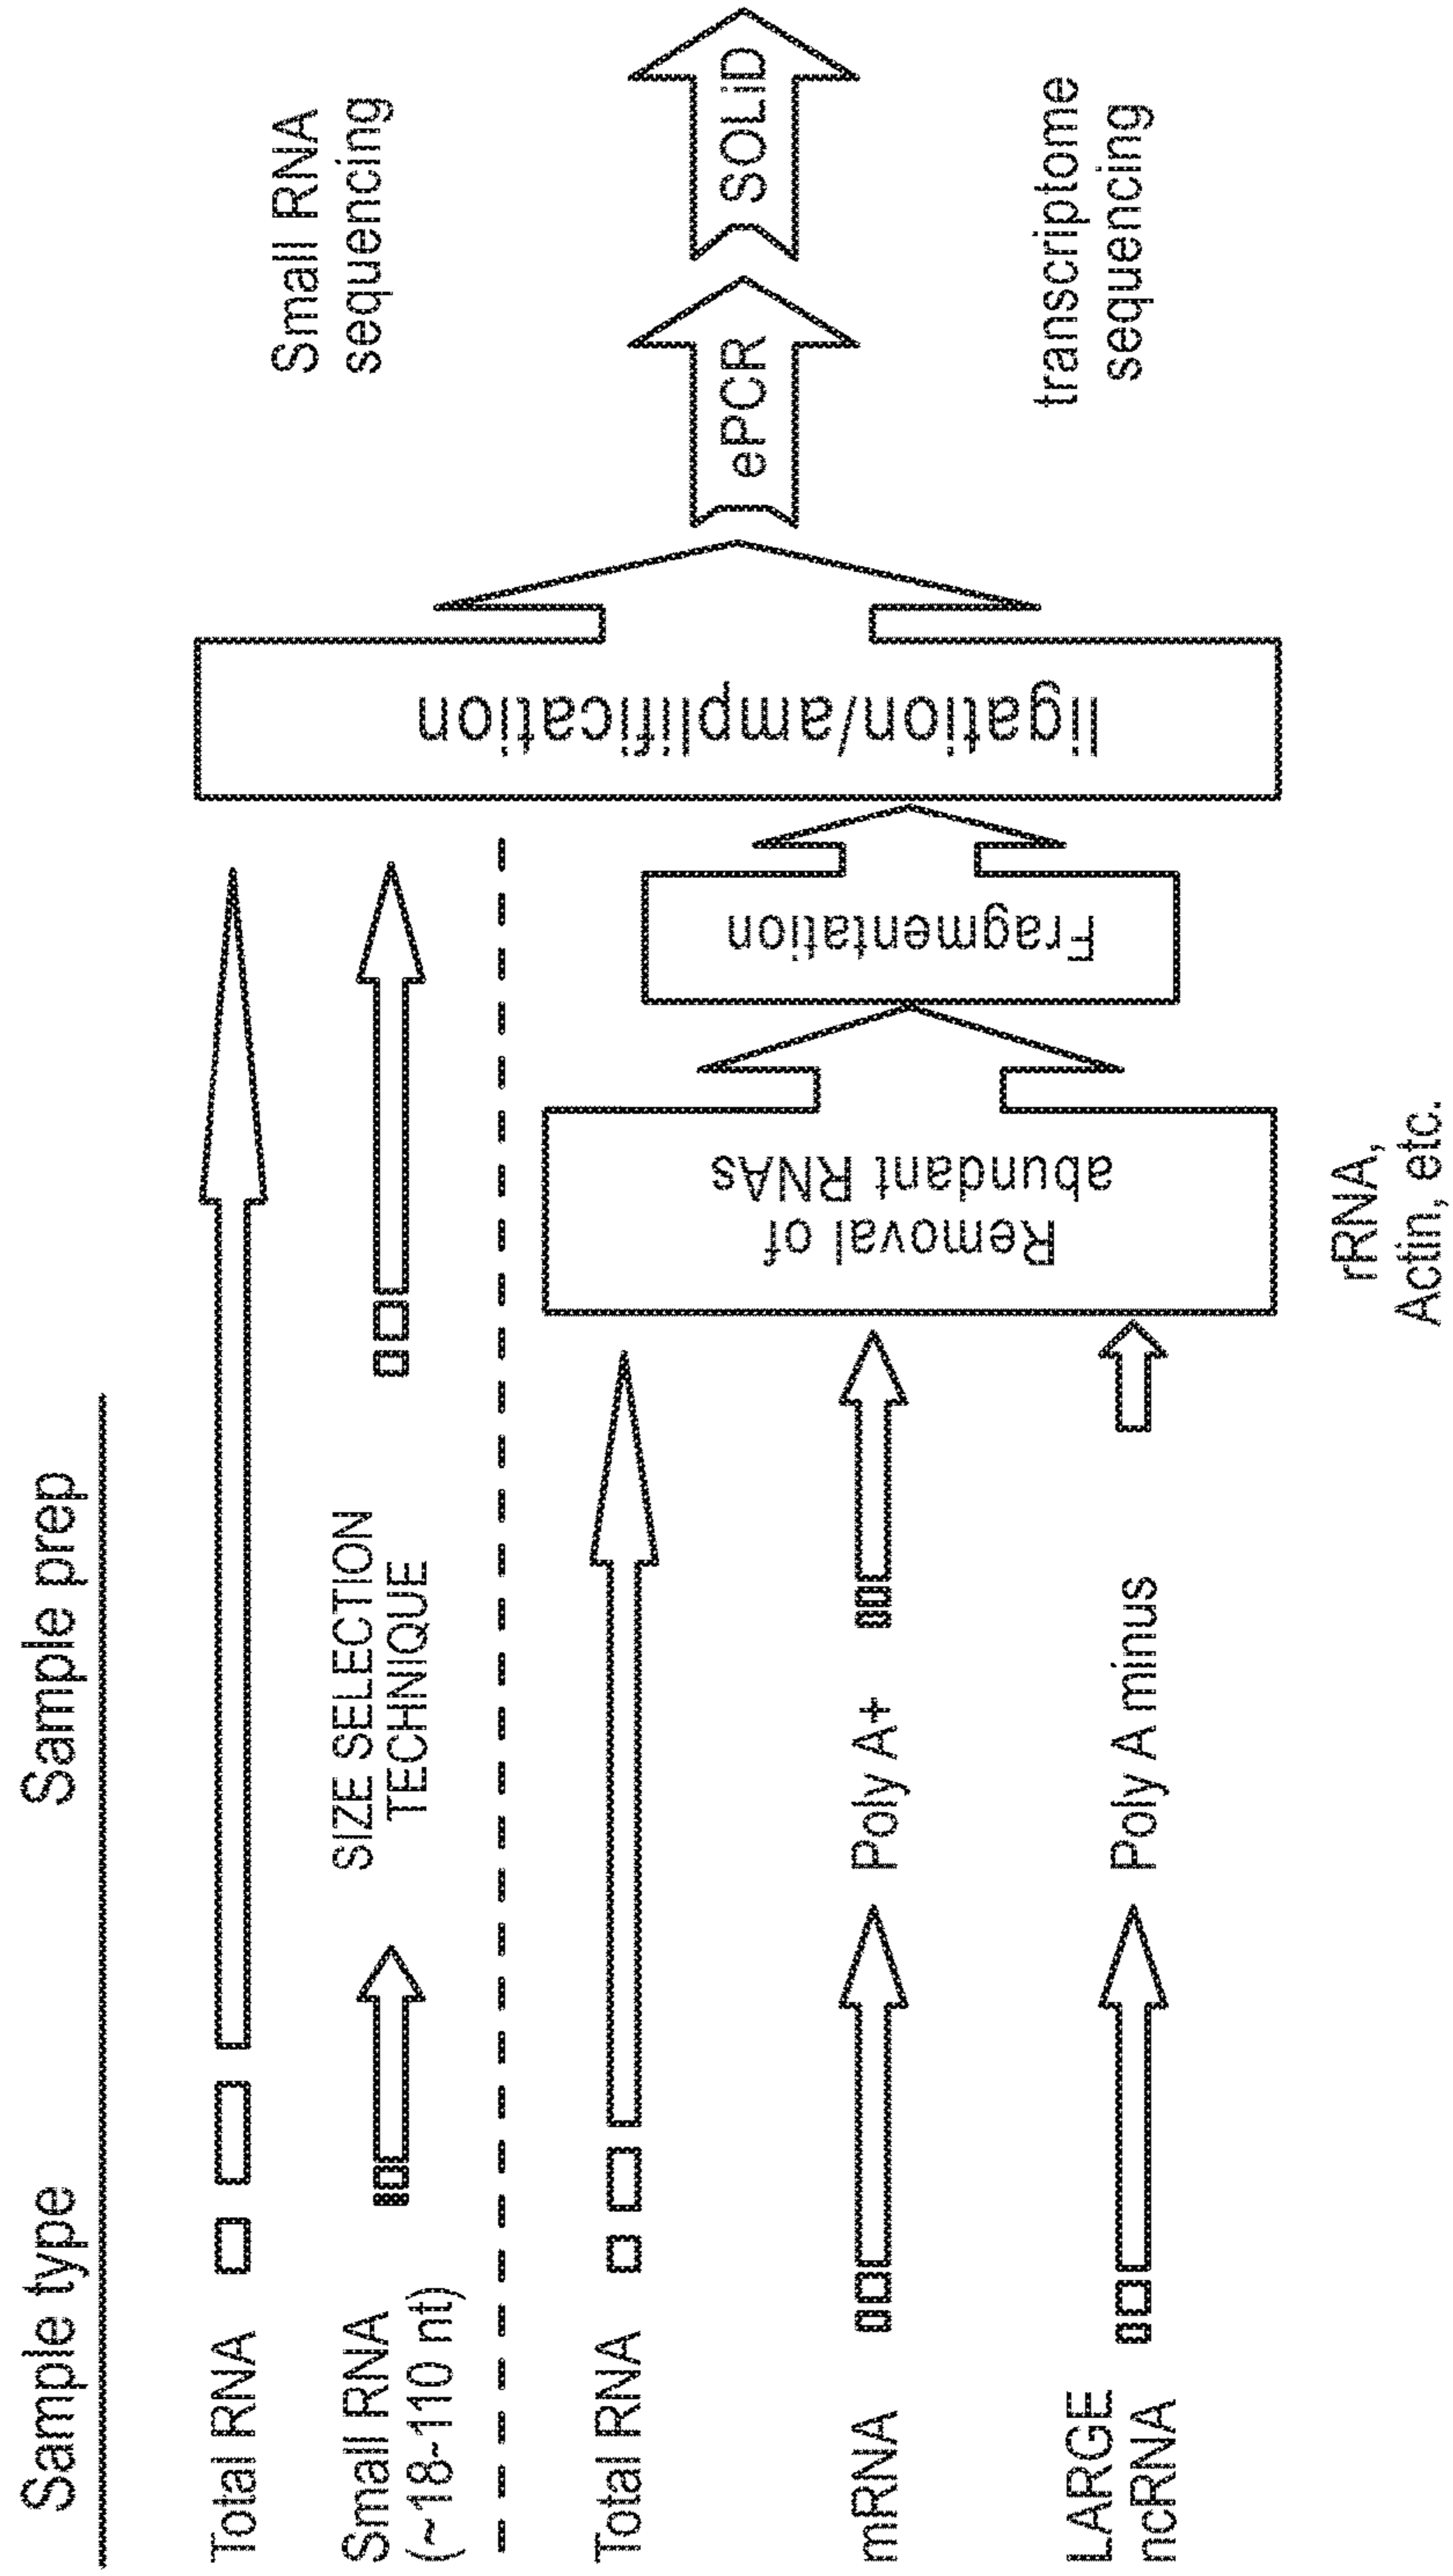 Sample type
Sample prep
Total RNA
Small RNA
(~18~110 nt)
SIZE SELECTION
TECHNIQUE
Small RNA
sequencing
Total RNA
mRNA
Poly A+
LARGE
ncRNA
Poly A minus
Removal of
abundant RNAs
rRNA,
Actin, etc.
Fragmentation
ligation/amplification
ePCR
SOLiD
transcriptome
sequencing